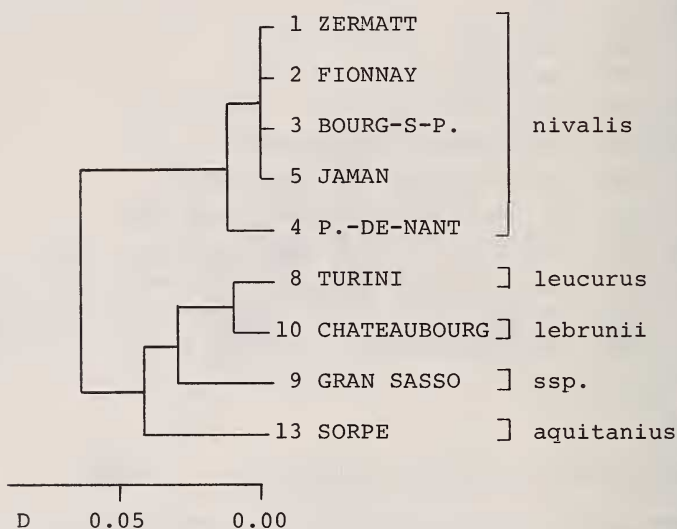 1 ZERMATT
2 FIONNAY
3 BOURG-S-P. nivalis
5 JAMAN
4 P.-DE-NANT
8 TURINI leucurus
10 CHATEAUBOURG lebrunii
9 GRAN SASSO ssp.
13 SORPE aquitanius
D 0.05 0.00